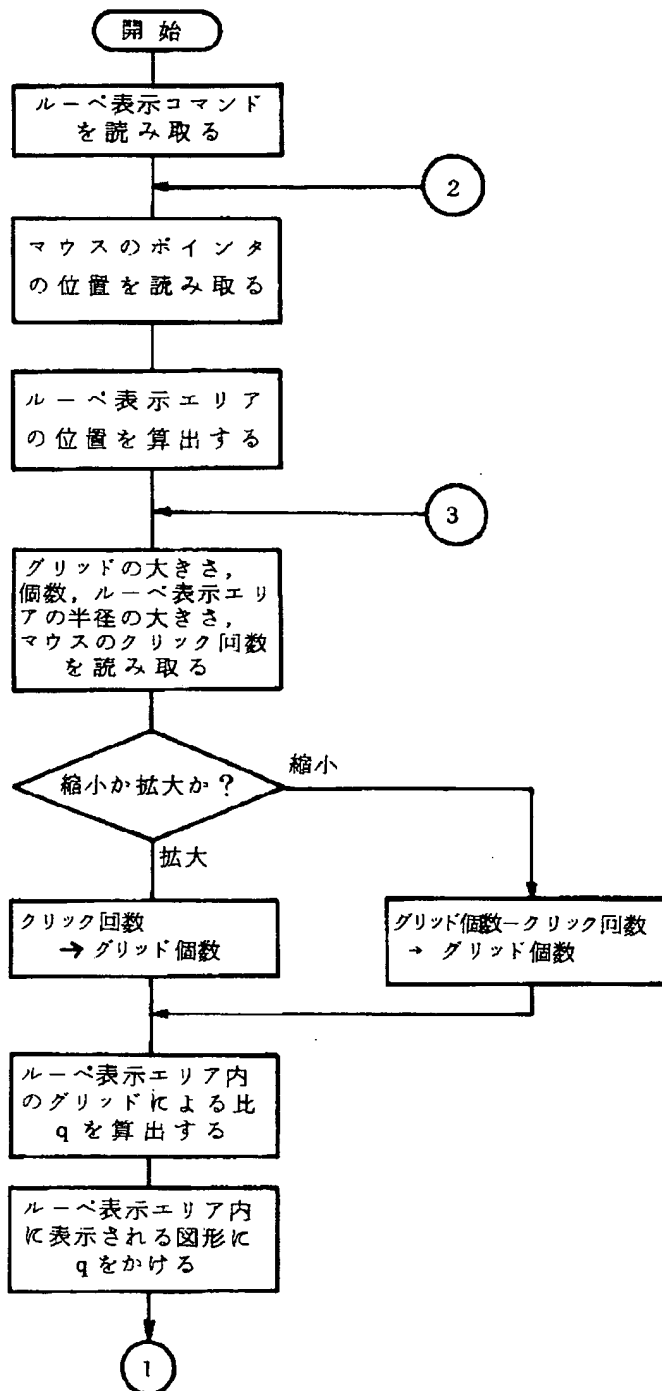 開始
ルーペ表示コマンド
を読み取る
2
マウスのポインタ
の位置を読み取る
ルーペ表示エリア
の位置を算出する
3
グリッドの大きさ,
個数,ルーペ表示エリ
アの半径の大きさ,
マウスのクリック回数
を読み取る
縮小か拡大か?
縮小
拡大
クリック回数
→ グリッド個数
グリッド個数-クリック回数
→ グリッド個数
ルーペ表示エリア内
のグリッドによる比
qを算出する
ルーペ表示エリア内
に表示される図形に
qをかける
1